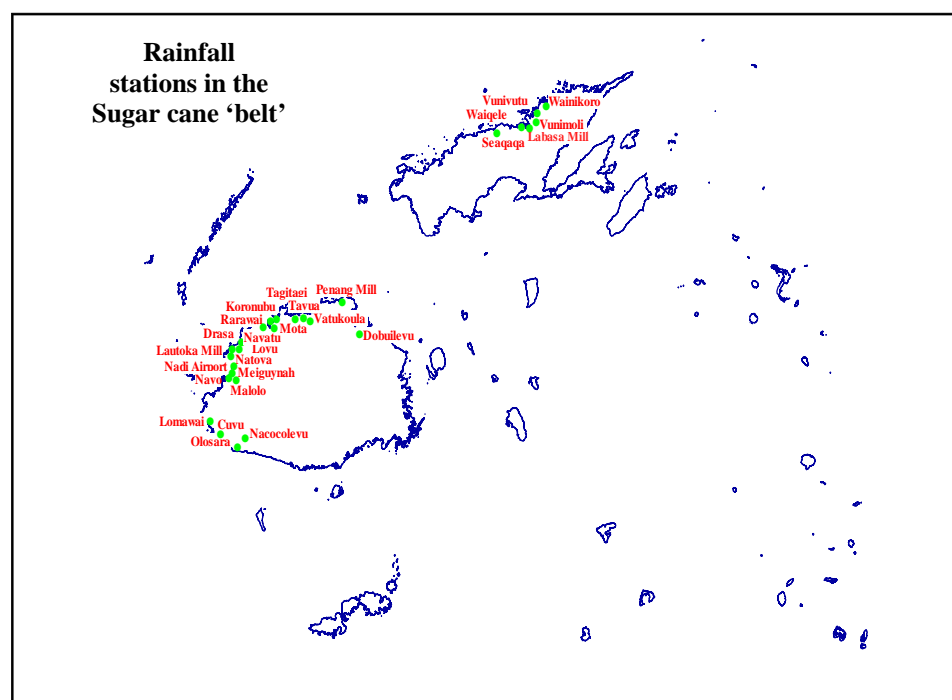 Rainfall
stations in the
Sugar cane ‘belt’
Vunivutu
Wainikoro
Waiqele
Vunimoli
Labasa Mill
Seaqaqa
Penang Mill
Tagitagi
Koronubu
Tavua
Rarawai
Vatukoula
Mota
Drasa
Navatu
Dobuilevu
Lautoka Mill
Lovu
Natova
Nadi Airport
Meiguynah
Navo
Malolo
Lomawai
Cuvu
Nacocolevu
Olosara